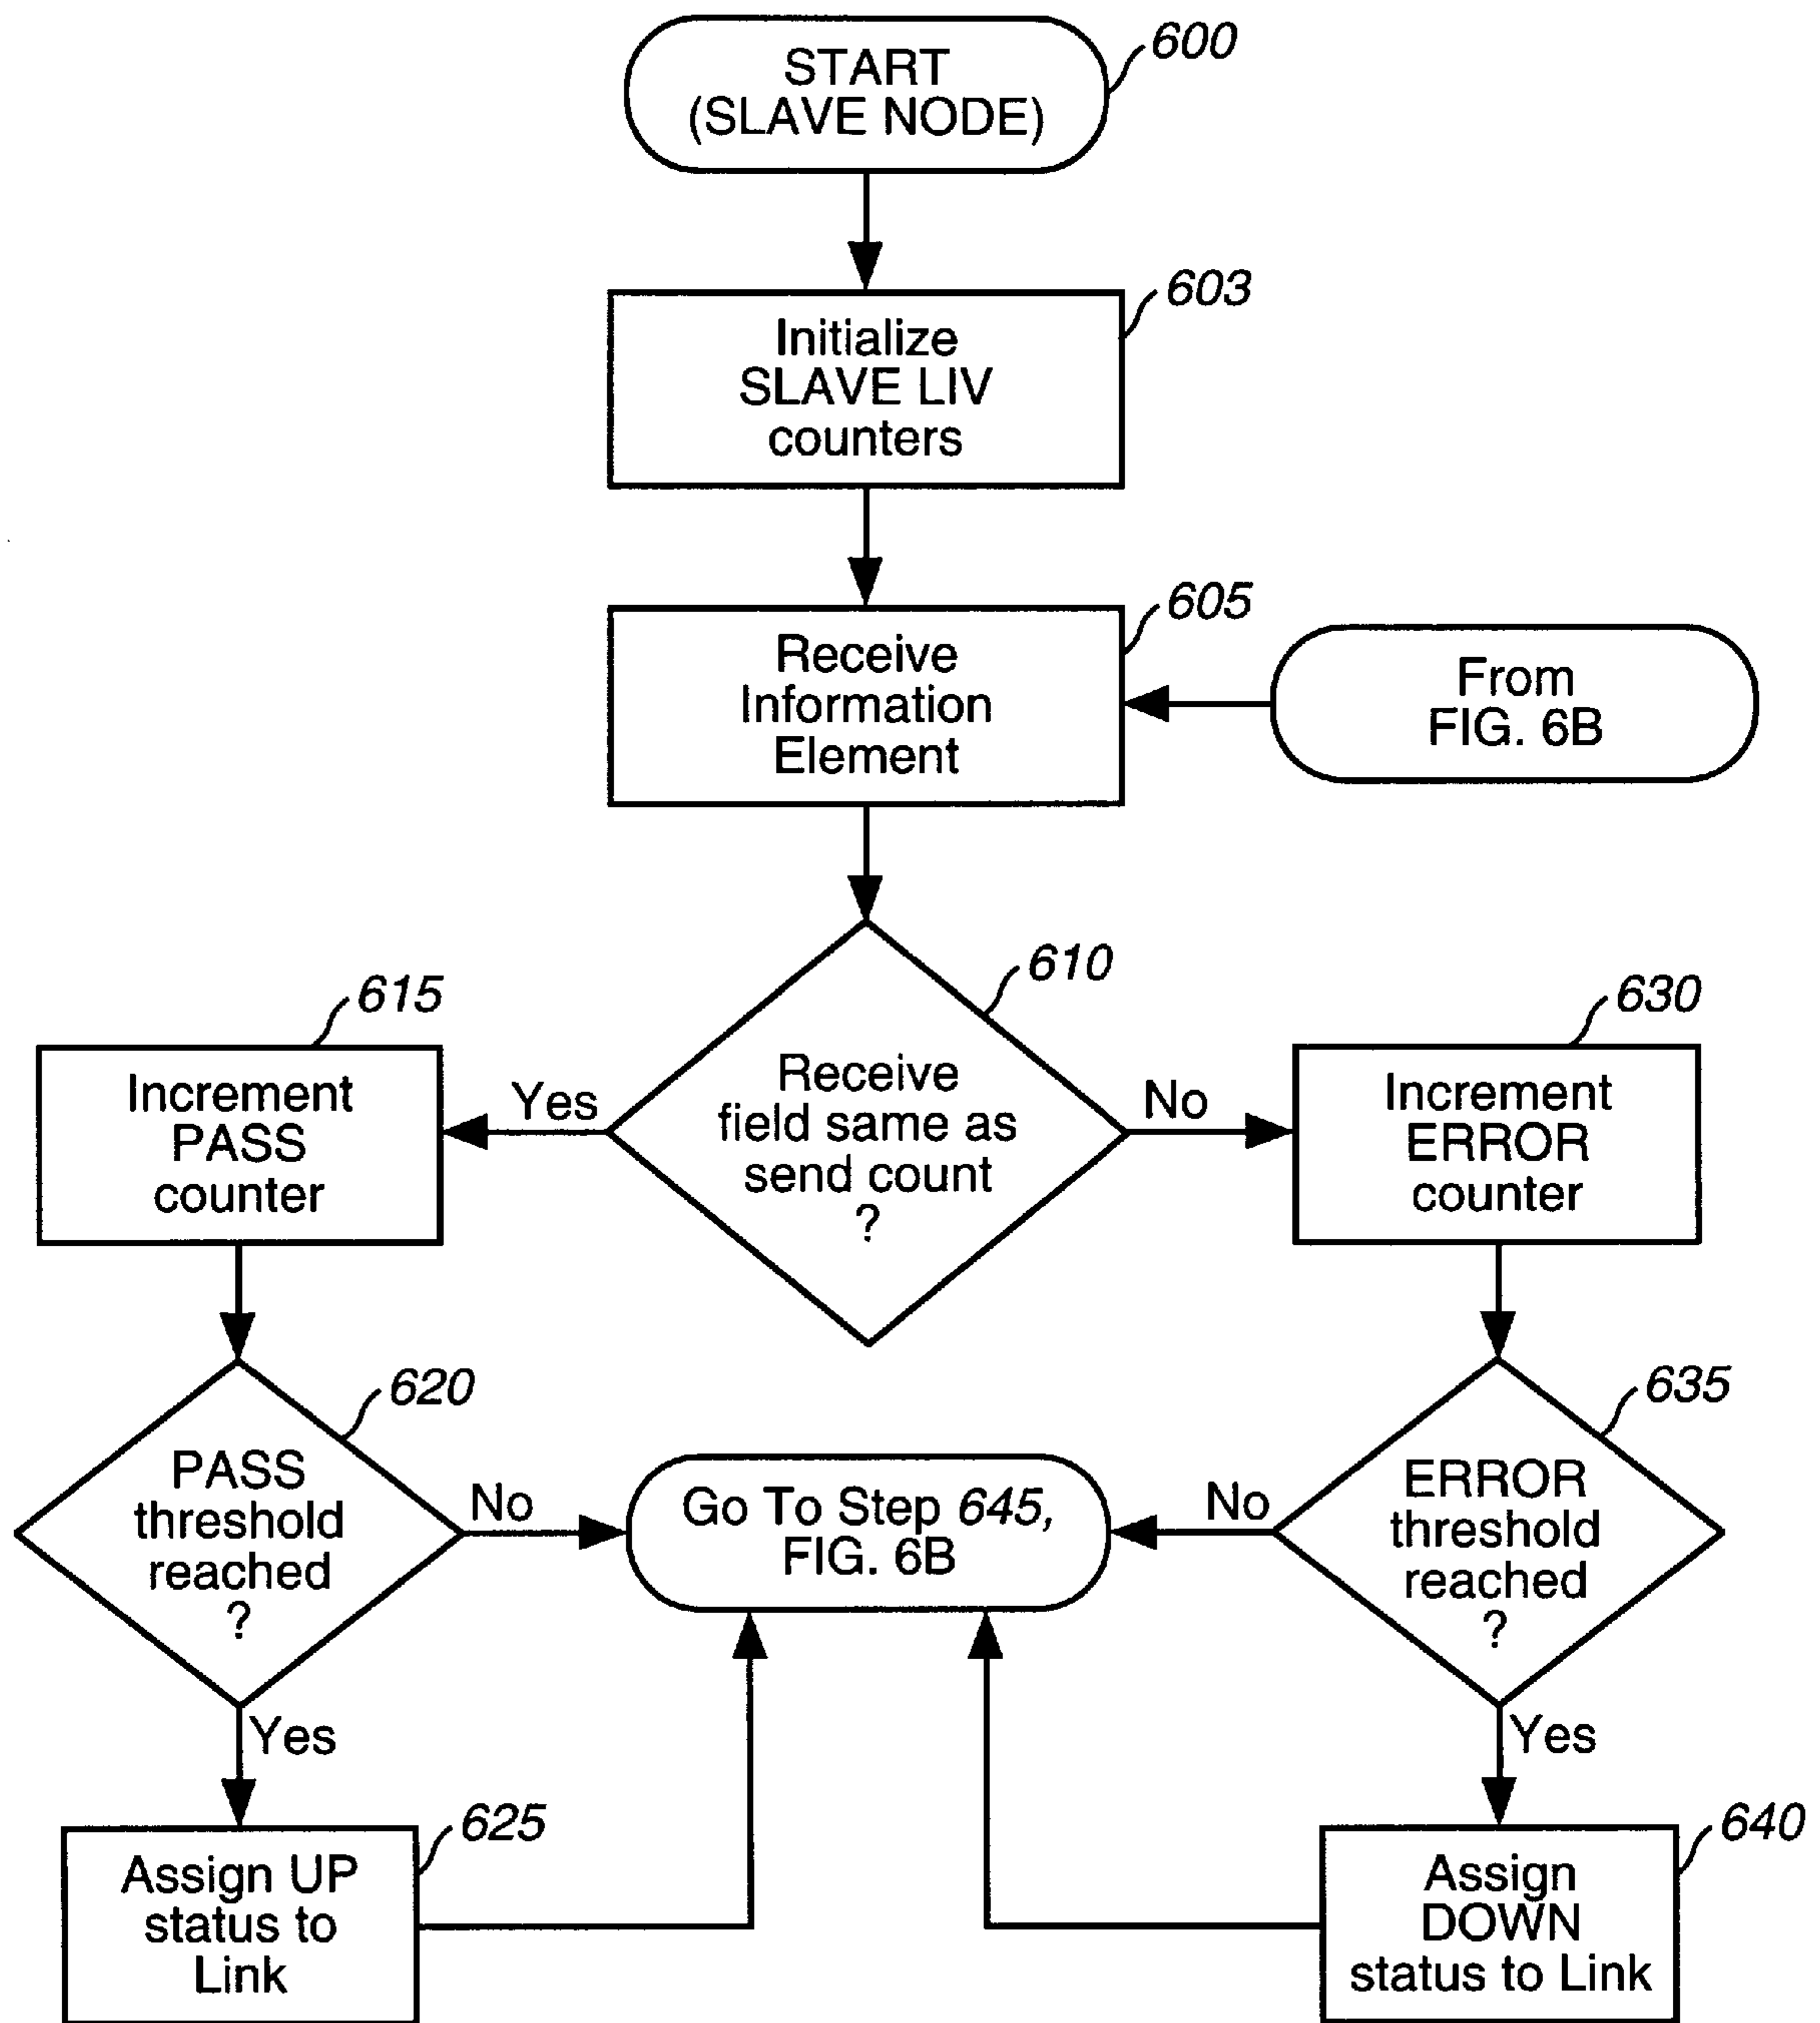 START
(SLAVE NODE)
600
Initialize
SLAVE LIV
counters
603
Receive
Information
Element
605
From
FIG. 6B
Receive
field same as
send count
?
610
Yes
No
Increment
PASS
counter
615
Increment
ERROR
counter
630
PASS
threshold
reached
?
620
No
Yes
Go To Step 645,
FIG. 6B
ERROR
threshold
reached
?
635
No
Yes
Assign UP
status to
Link
625
Assign
DOWN
status to Link
640